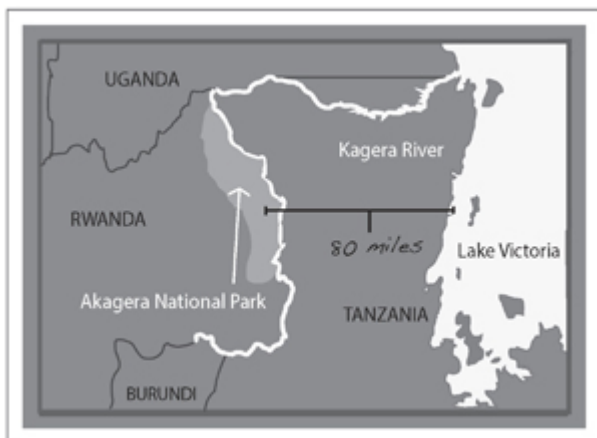 UGANDA
Kagera River
RWANDA
80 miles
Lake Victoria
Akagera National Park
TANZANIA
BURUNDI